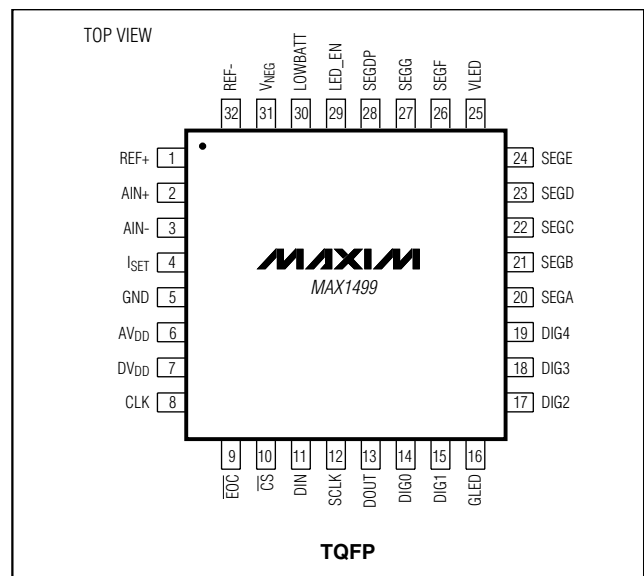 TOP VIEW
REF-
VNEG
LOWBATT
LED_EN
SEGDP
SEGG
SEGF
VLED
32
31
30
29
28
27
26
25
REF+ 1
AIN+ 2
AIN- 3
ISET 4
GND 5
AVDD 6
DVDD 7
CLK 8
MAXIM
MAX1499
24 SEGE
23 SEGD
22 SEGC
21 SEGB
20 SEGA
19 DIG4
18 DIG3
17 DIG2
9
10
11
12
13
14
15
16
EOC
CS
DIN
SCLK
DOUT
DIG0
DIG1
GLED
TQFP